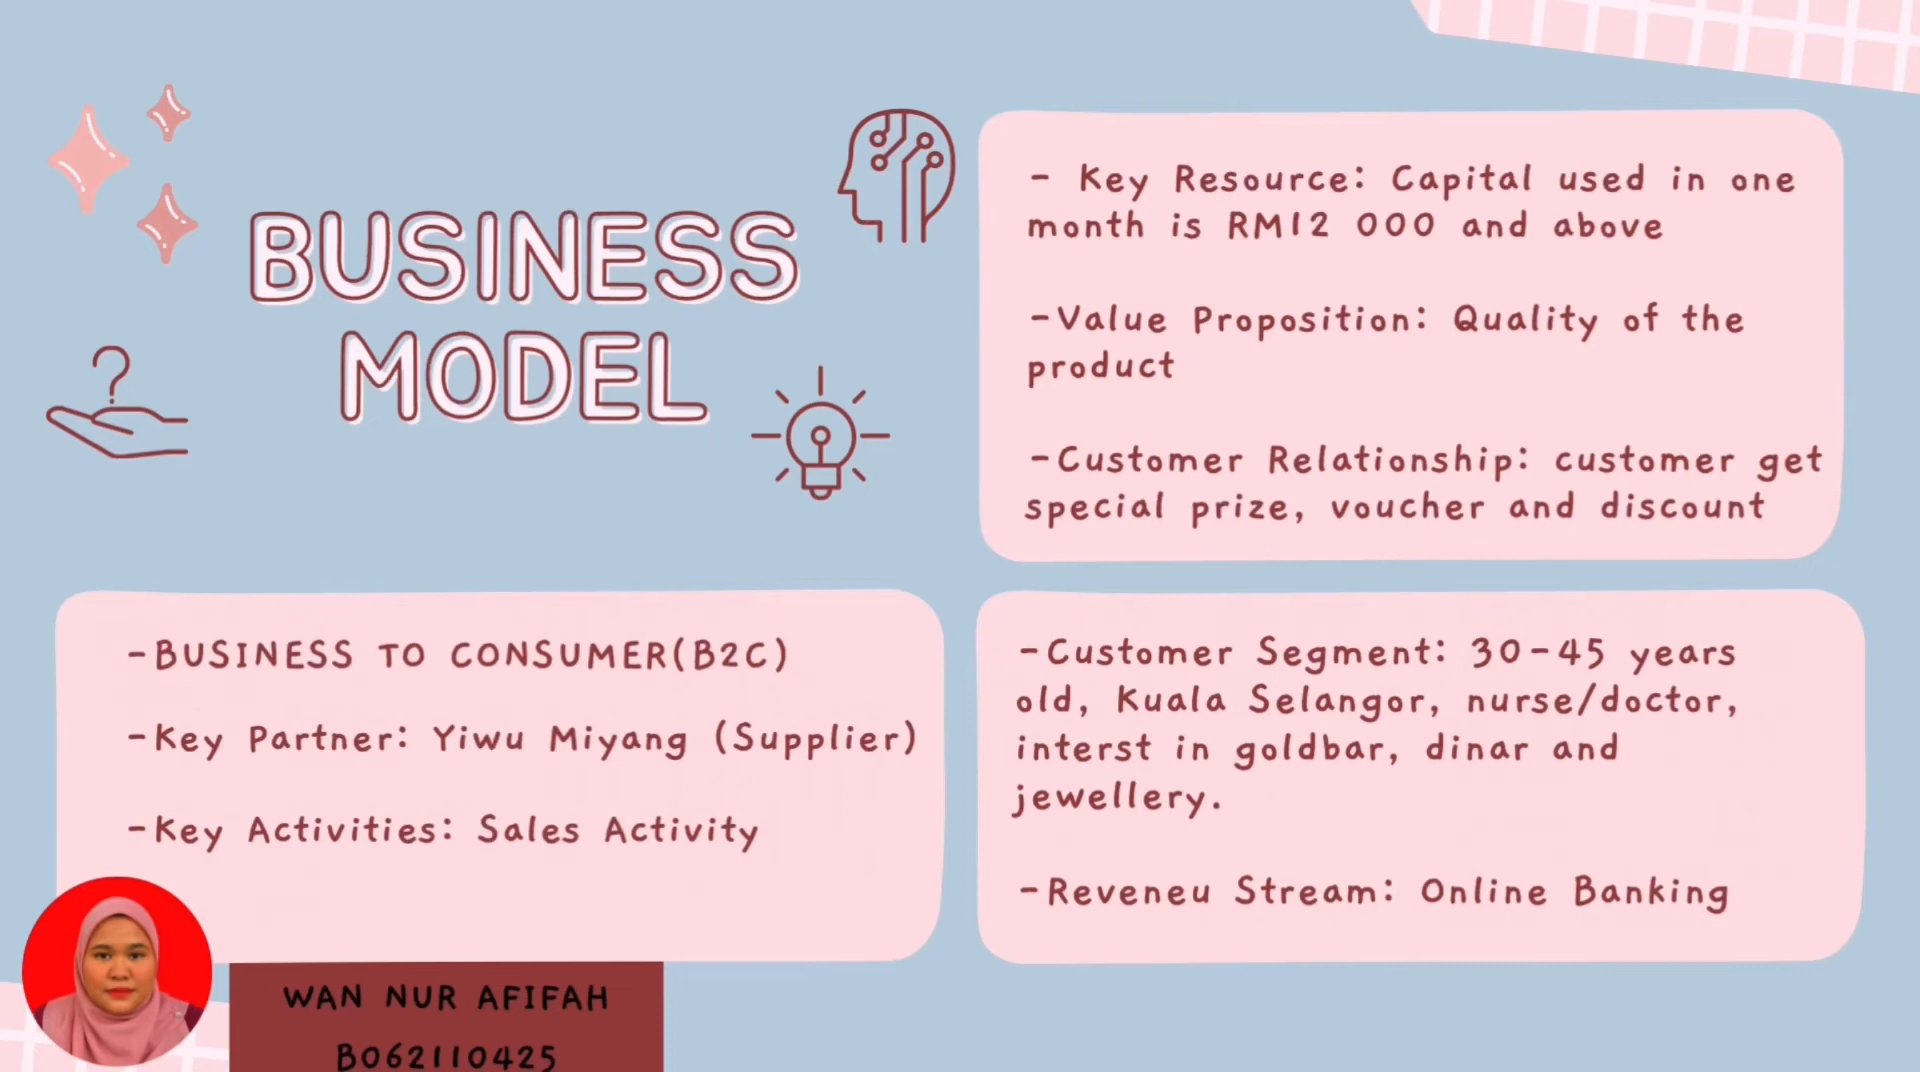 BUSINESS
MODEL
- Key Resource: Capital used in one
month is RM12 000 and above
-Value Proposition: Quality of the
product
-Customer Relationship: customer get
special prize, voucher and discount
-BUSINESS TO CONSUMER(B2C)
-Key Partner: Yiwu Miyang (Supplier)
-Key Activities: Sales Activity
-Customer Segment: 30-45 years
old, Kuala Selangor, nurse/doctor,
interst in goldbar, dinar and
jewellery.
-Reveneu Stream: Online Banking
WAN NUR AFIFAH
B062110425